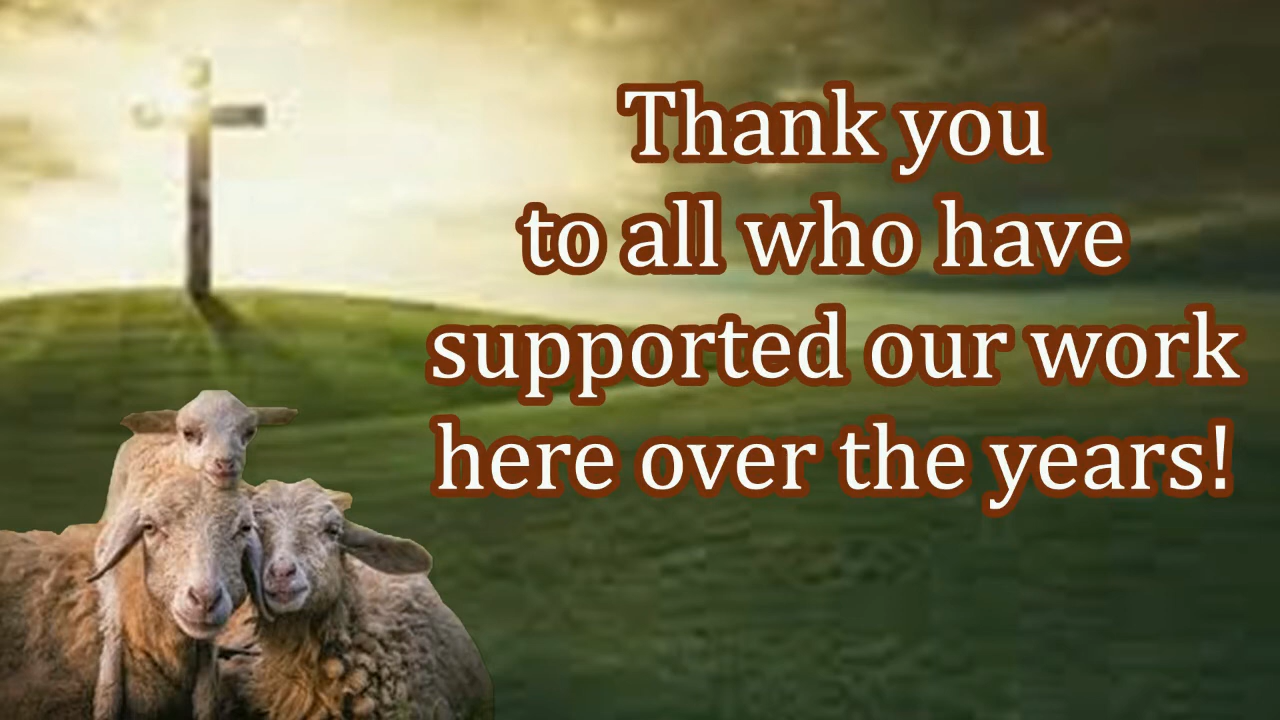 Thank you
to all who have
supported our work
here over the years!